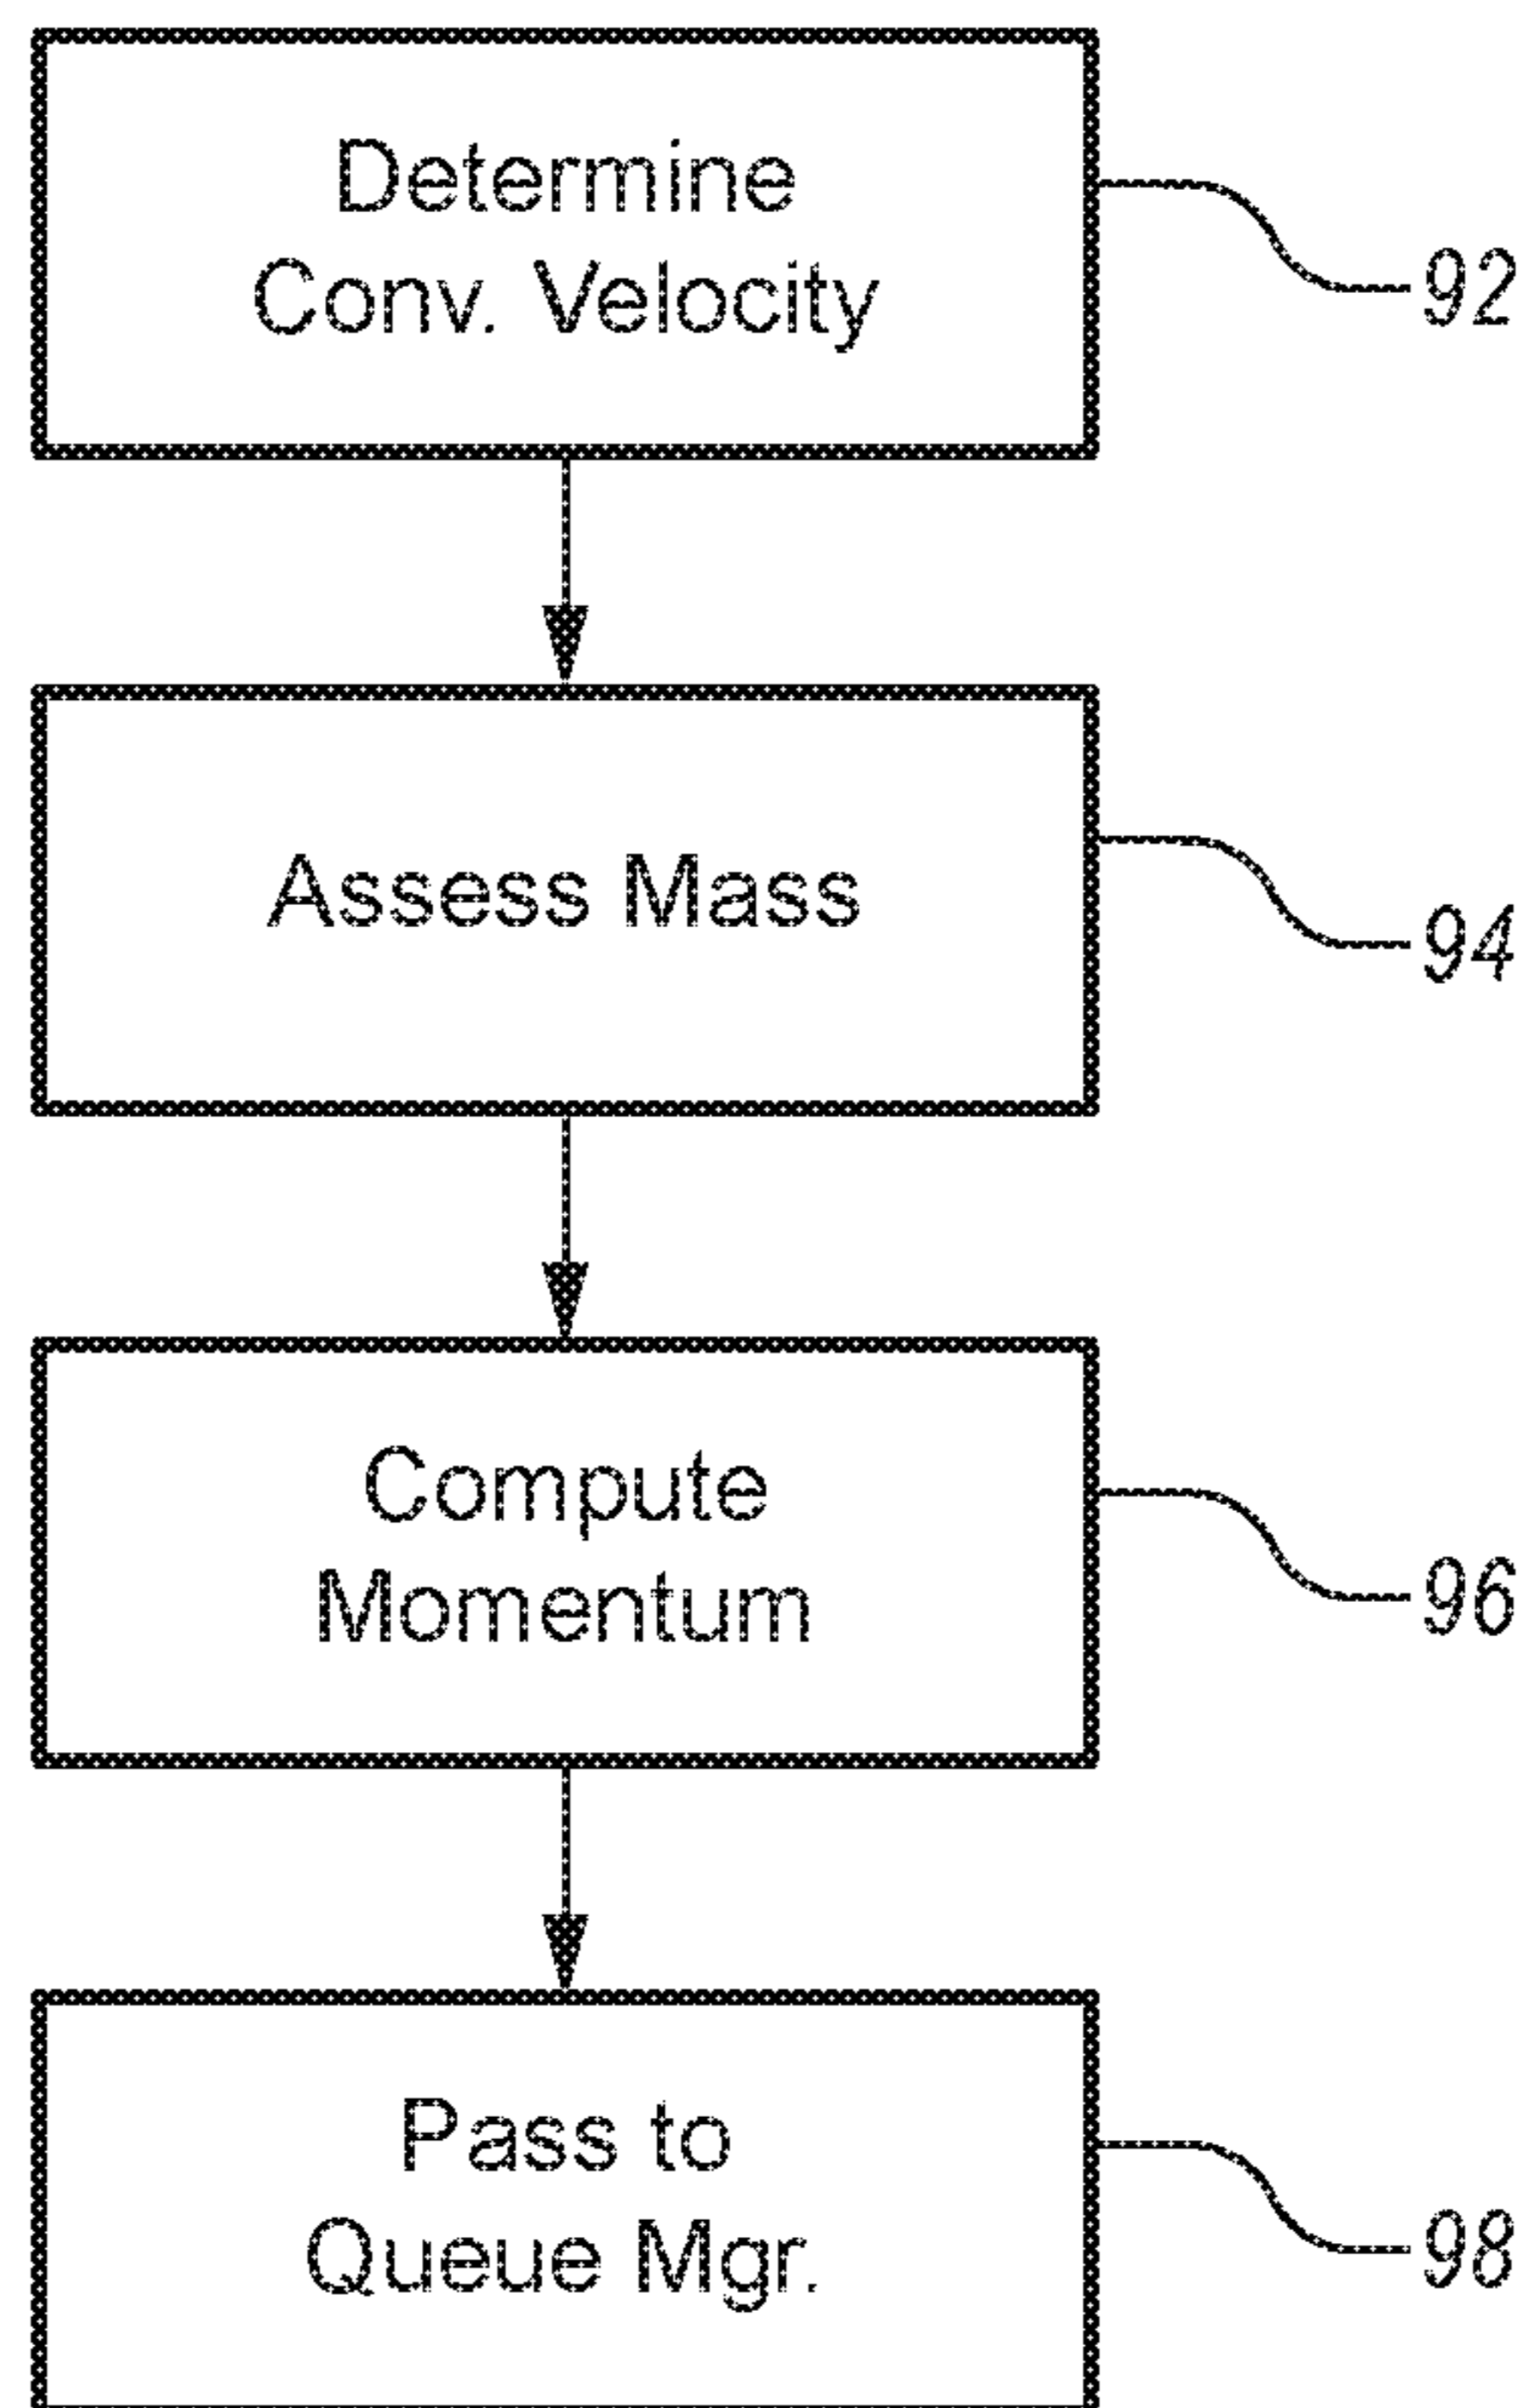 Determine
Conv. Velocity
92
Assess Mass
94
Compute
Momentum
96
Pass to
Queue Mgr.
98